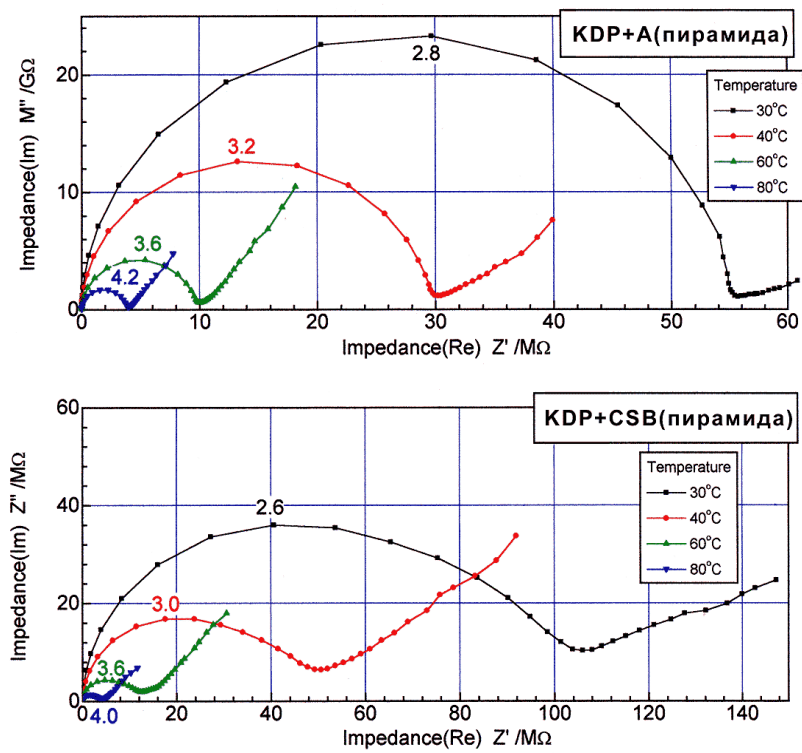 KDP+A(пирамида)
Impedance(Im) M'' /GΩ
20
10
0
2.8
3.2
3.6
4.2
Temperature
30°C
40°C
60°C
80°C
0
10
20
30
40
50
60
Impedance(Re) Z' /MΩ
KDP+CSB(пирамида)
Impedance(Im) Z'' /MΩ
60
40
20
0
2.6
3.0
3.6
4.0
Temperature
30°C
40°C
60°C
80°C
0
20
40
60
80
100
120
140
Impedance(Re) Z' /MΩ